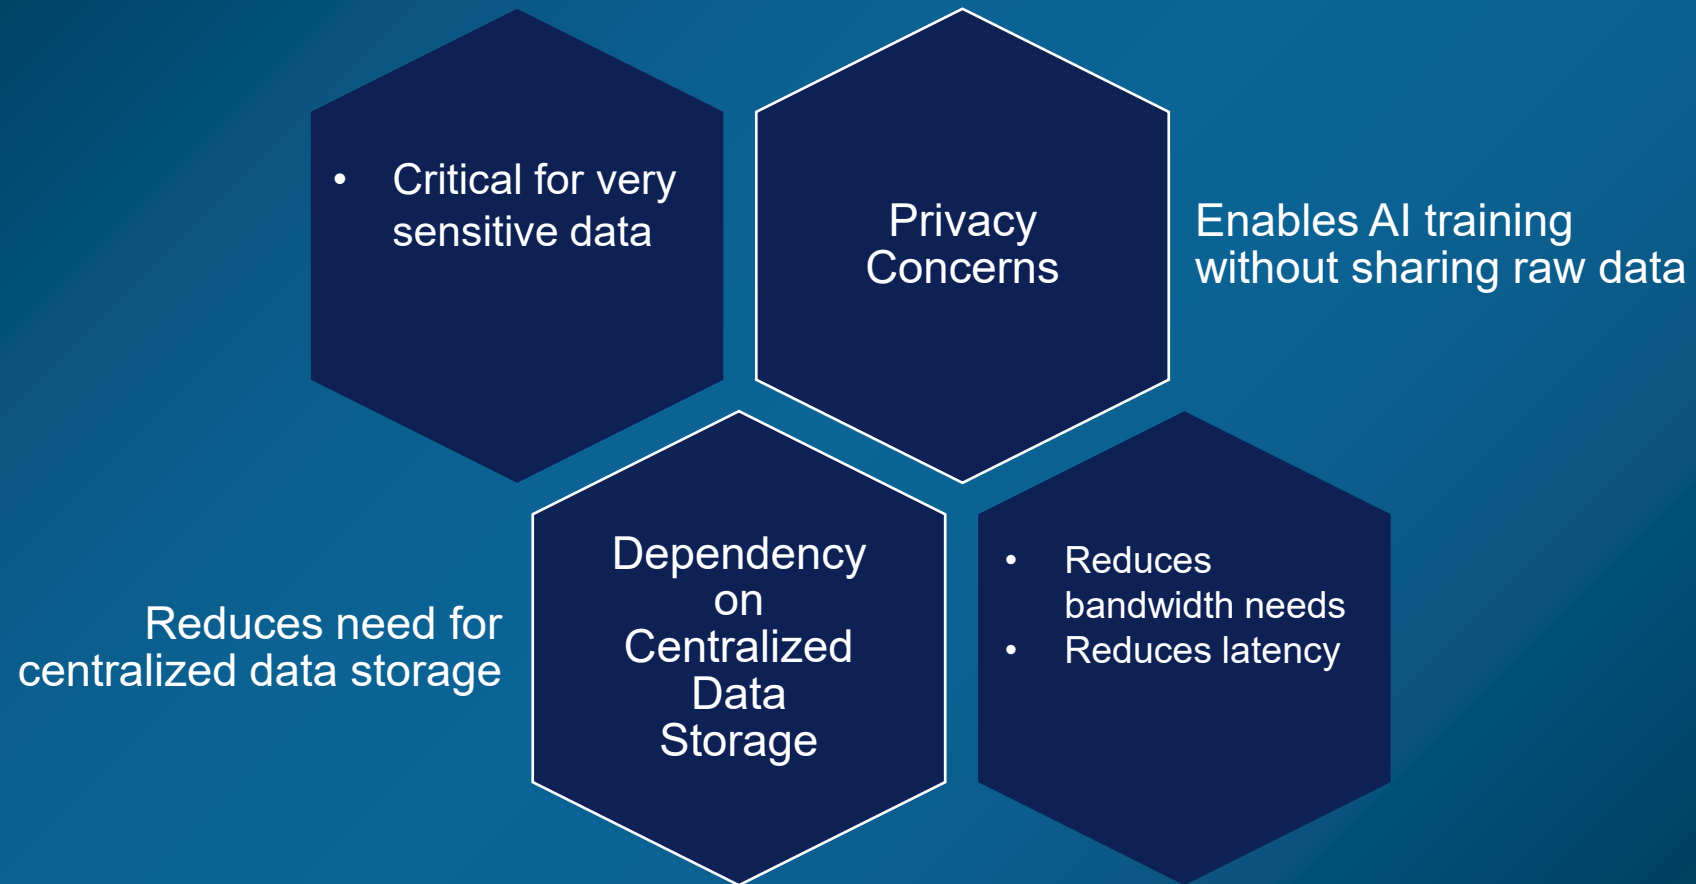 • Critical for very
sensitive data
Privacy
Concerns
Enables AI training
without sharing raw data
Reduces need for
centralized data storage
Dependency
on
Centralized
Data
Storage
• Reduces
bandwidth needs
• Reduces latency